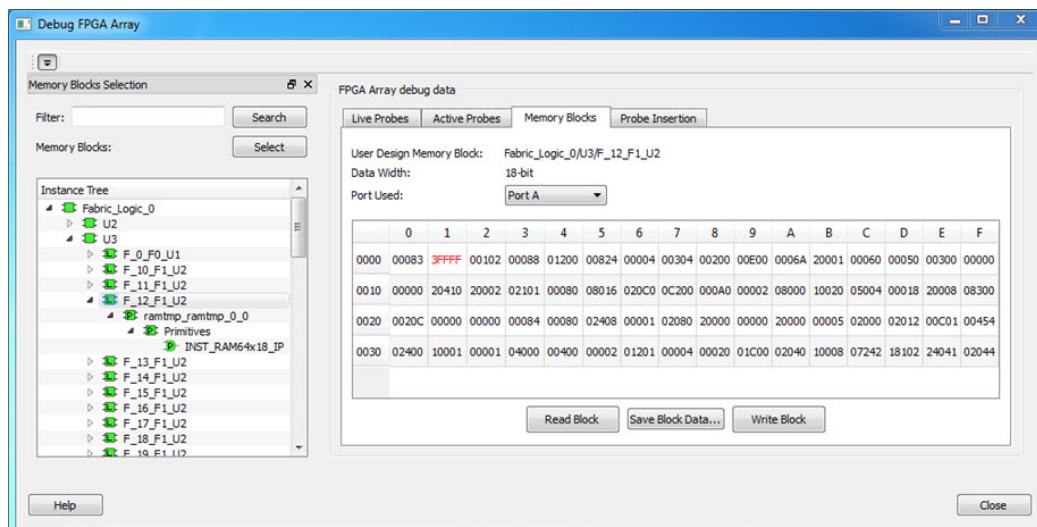 Debug FPGA Array
Memory Blocks Selection
Filter:
Search
Memory Blocks:
Select
Instance Tree
Fabric_Logic_0
U2
U3
F_0_F0_U1
F_10_F1_U2
F_11_F1_U2
F_12_F1_U2
ramtmp_ramtmp_0_0
Primitives
INST_RAM64x18_IP
F_13_F1_U2
F_14_F1_U2
F_15_F1_U2
F_16_F1_U2
F_17_F1_U2
F_18_F1_U2
F_19_F1_U2
FPGA Array debug data
Live Probes Active Probes Memory Blocks Probe Insertion
User Design Memory Block: Fabric_Logic_0/U3/F_12_F1_U2
Data Width: 18-bit
Port Used: Port A
0 1 2 3 4 5 6 7 8 9 A B C D E F
0000 00083 3FFFF 00102 00088 01200 00824 00004 00304 00200 00E00 0006A 20001 00060 00050 00300 00000
0010 00000 20410 20002 02101 00080 08016 020C0 0C200 000A0 00002 08000 10020 05004 00018 20008 08300
0020 0020C 00000 00000 00084 00080 02408 00001 02080 20000 00000 20000 00005 02000 02012 00C01 00454
0030 02400 10001 00001 04000 00400 00002 01201 00004 00020 01C00 02040 10008 07242 18102 24041 02044
Read Block Save Block Data... Write Block
Help
Close